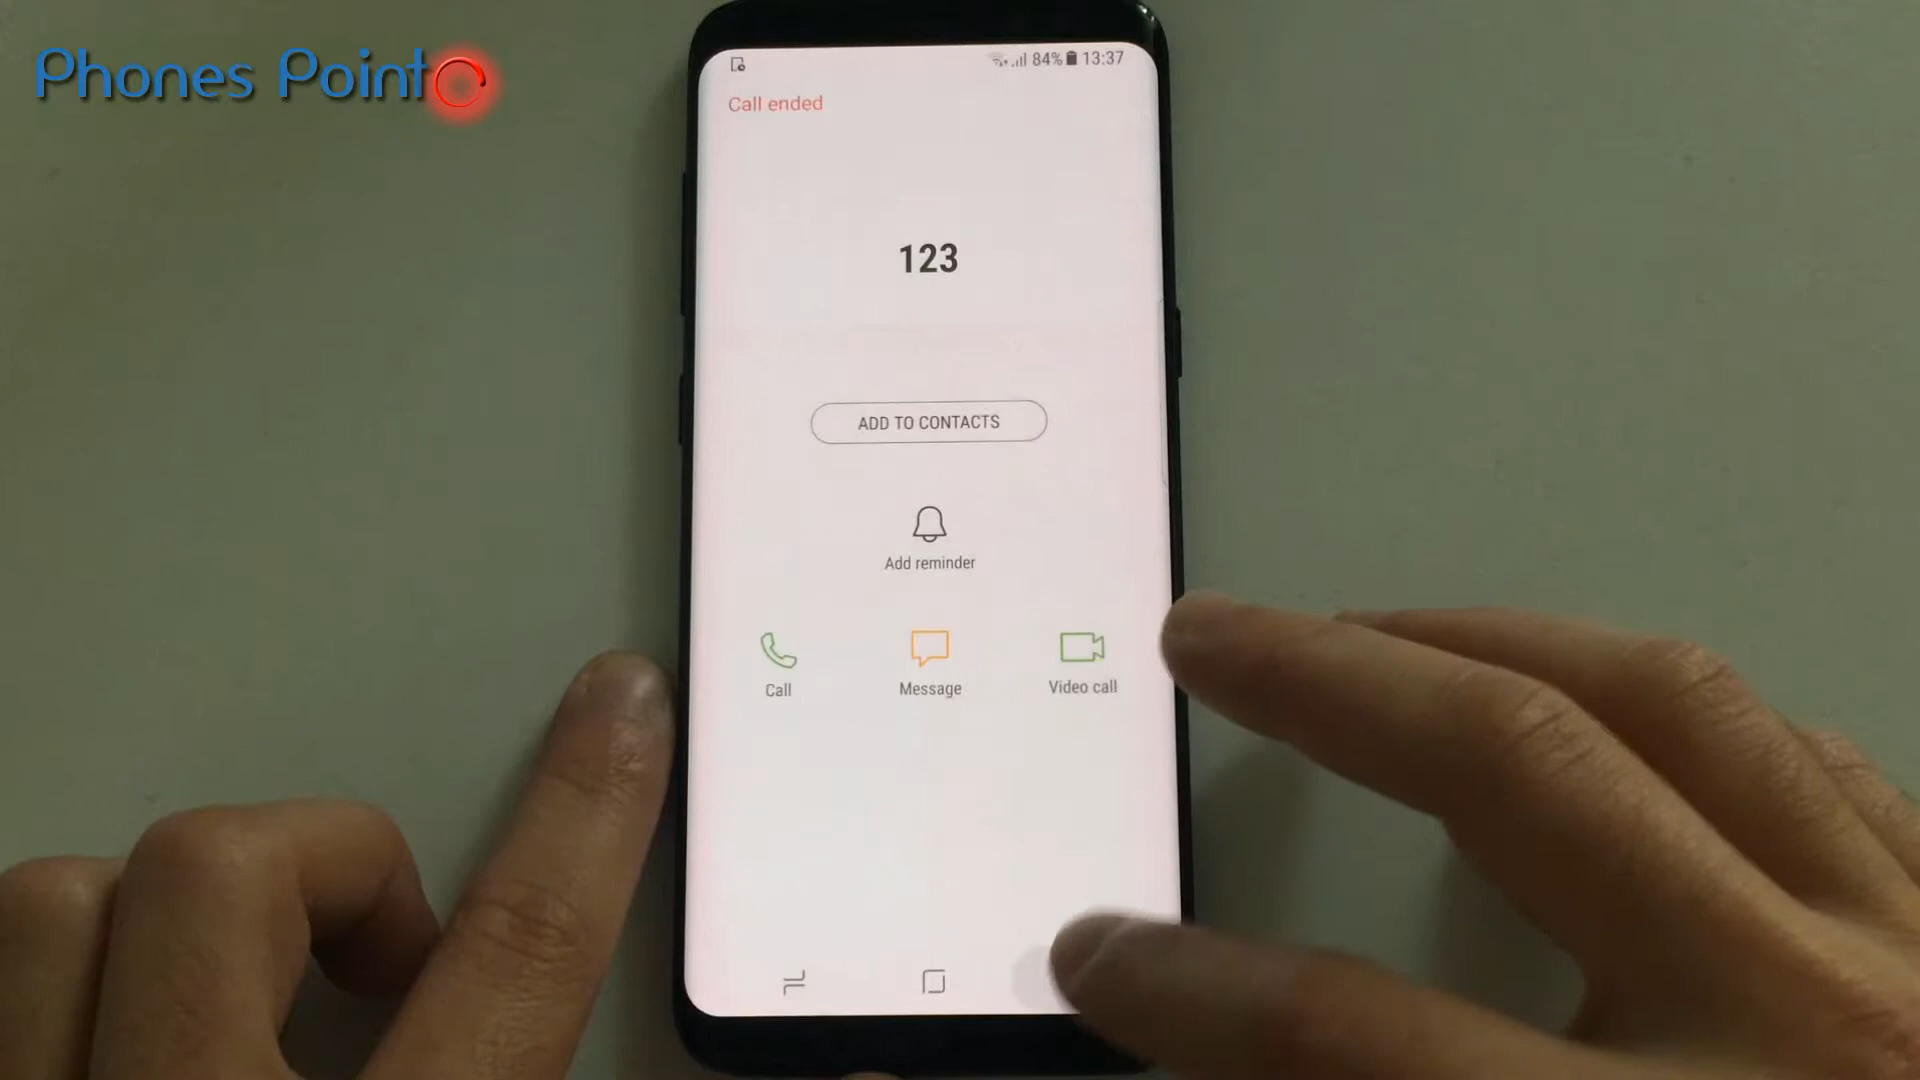 Phones Point
84% 13:37
Call ended
123
ADD TO CONTACTS
Add reminder
Call Message Video call